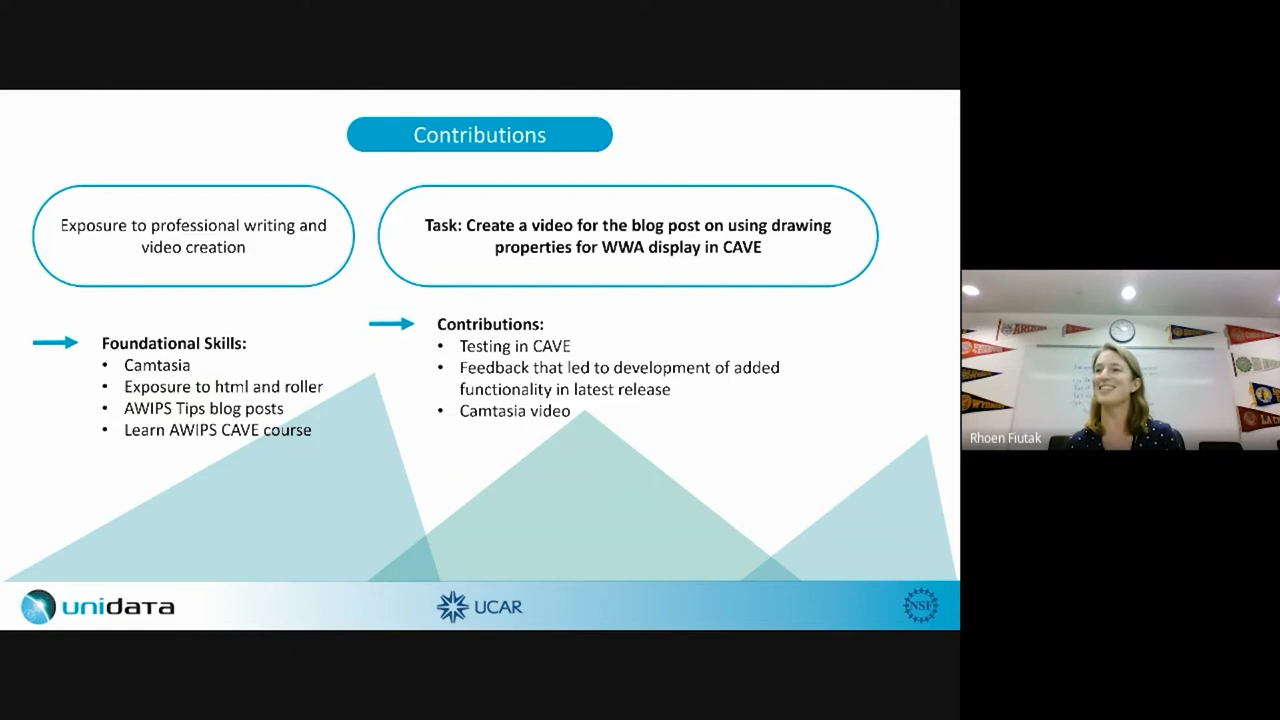 Contributions
Exposure to professional writing and
video creation
Task: Create a video for the blog post on using drawing
properties for WWA display in CAVE
Foundational Skills:
• Camtasia
• Exposure to html and roller
• AWIPS Tips blog posts
• Learn AWIPS CAVE course
Contributions:
• Testing in CAVE
• Feedback that led to development of added
functionality in latest release
• Camtasia video
unidata
UCAR
NSF
ARIZONA
Rhoen Fiutak